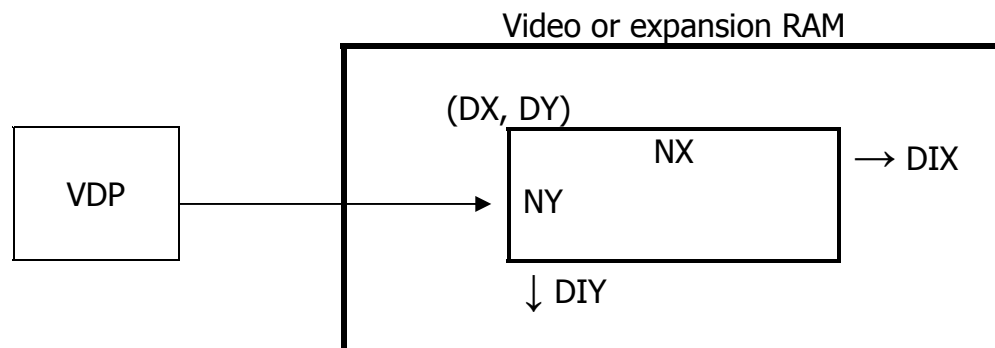 Video or expansion RAM
(DX, DY)
NX
→ DIX
VDP
NY
↓ DIY